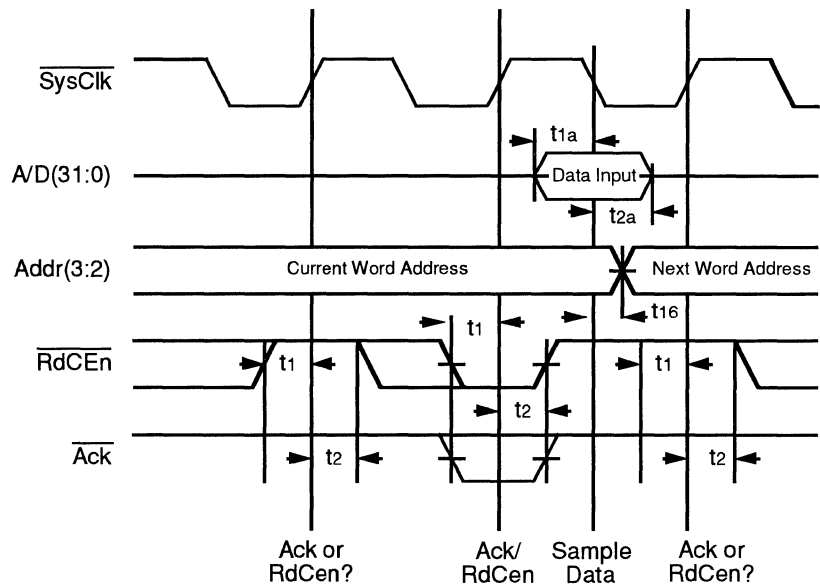 SysClk
t1a
A/D(31:0)
Data Input
t2a
Addr(3:2)
Current Word Address
Next Word Address
t16
t1
RdCEn
t1
t1
t2
Ack
t2
t2
Ack or
RdCen?
Ack/
RdCen
Sample
Data
Ack or
RdCen?